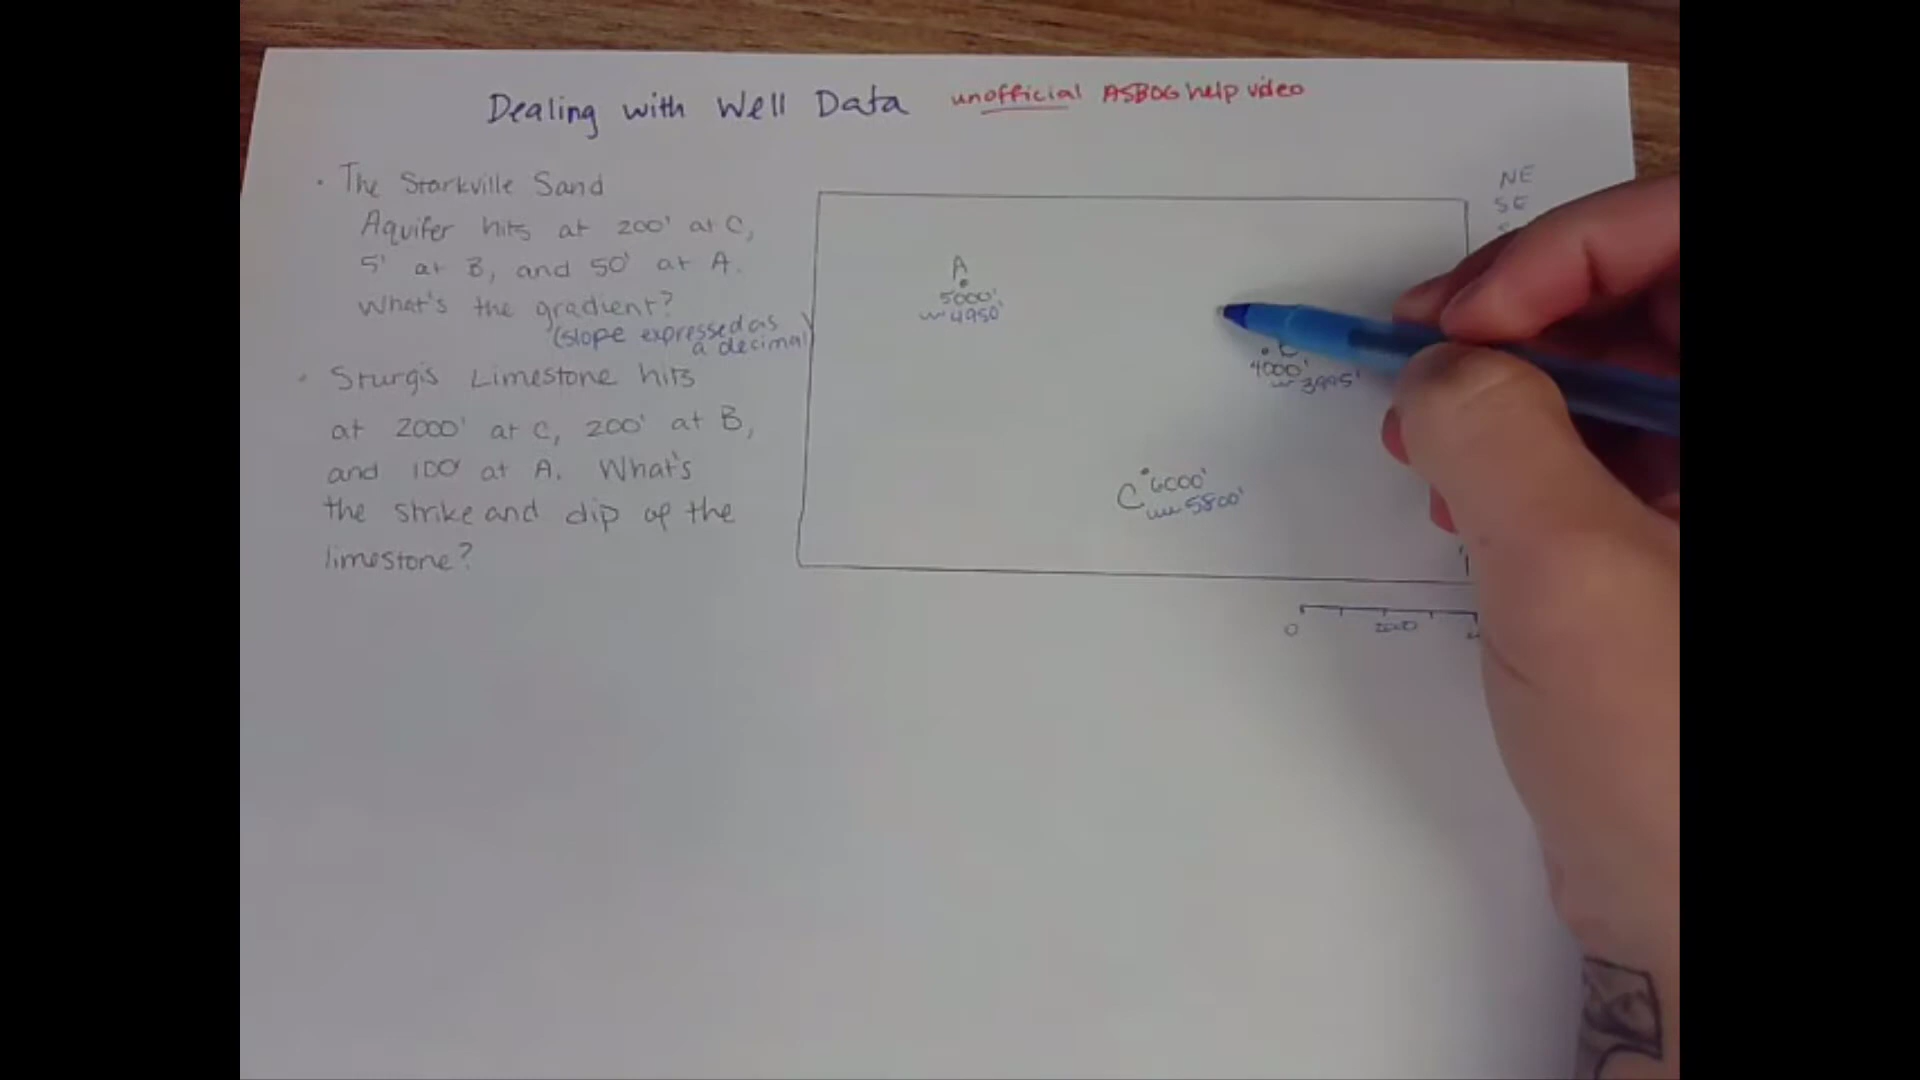 Dealing with Well Data unofficial ASBOG help video
• The Starkville Sand
Aquifer hits at 200' at C,
5' at B, and 50' at A.
What's the gradient?
(slope expressed as
a decimal)
• Sturgis Limestone hits
at 2000' at C, 200' at B,
and 100' at A. What's
the strike and dip of the
limestone?
NE
SE
A
5000'
w 4950'
4000'
w 3995'
C 6000'
w 5800'
0 2000